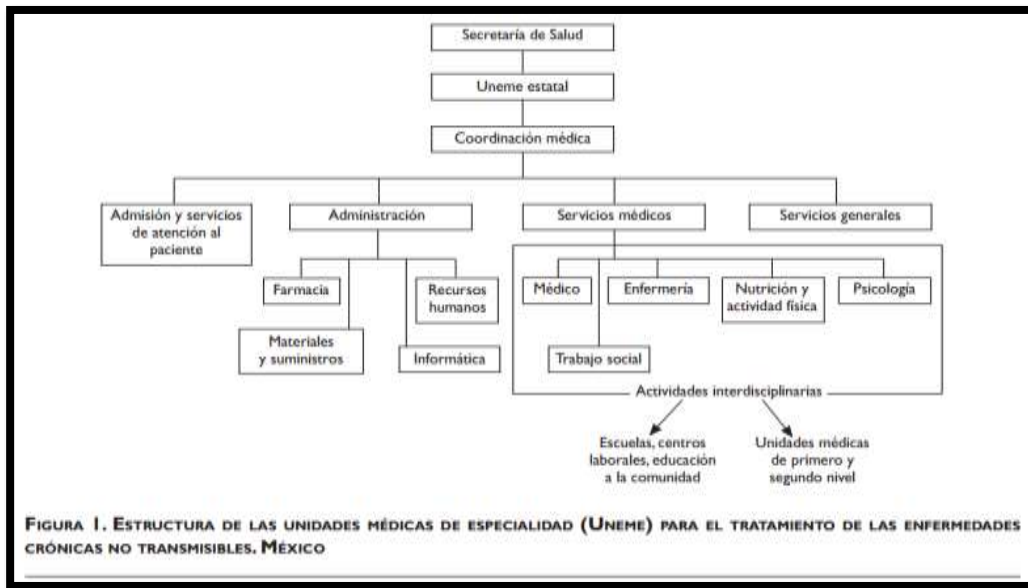 Secretaría de Salud
Uneme estatal
Coordinación médica
Admisión y servicios
de atención al
paciente
Administración
Servicios médicos
Servicios generales
Farmacia
Recursos
humanos
Materiales
y suministros
Informática
Médico
Enfermería
Nutrición y
actividad física
Psicología
Trabajo social
Actividades interdisciplinarias
Escuelas, centros
laborales, educación
a la comunidad
Unidades médicas
de primero y
segundo nivel
FIGURA 1. ESTRUCTURA DE LAS UNIDADES MÉDICAS DE ESPECIALIDAD (UNEME) PARA EL TRATAMIENTO DE LAS ENFERMEDADES
CRÓNICAS NO TRANSMISIBLES. MÉXICO